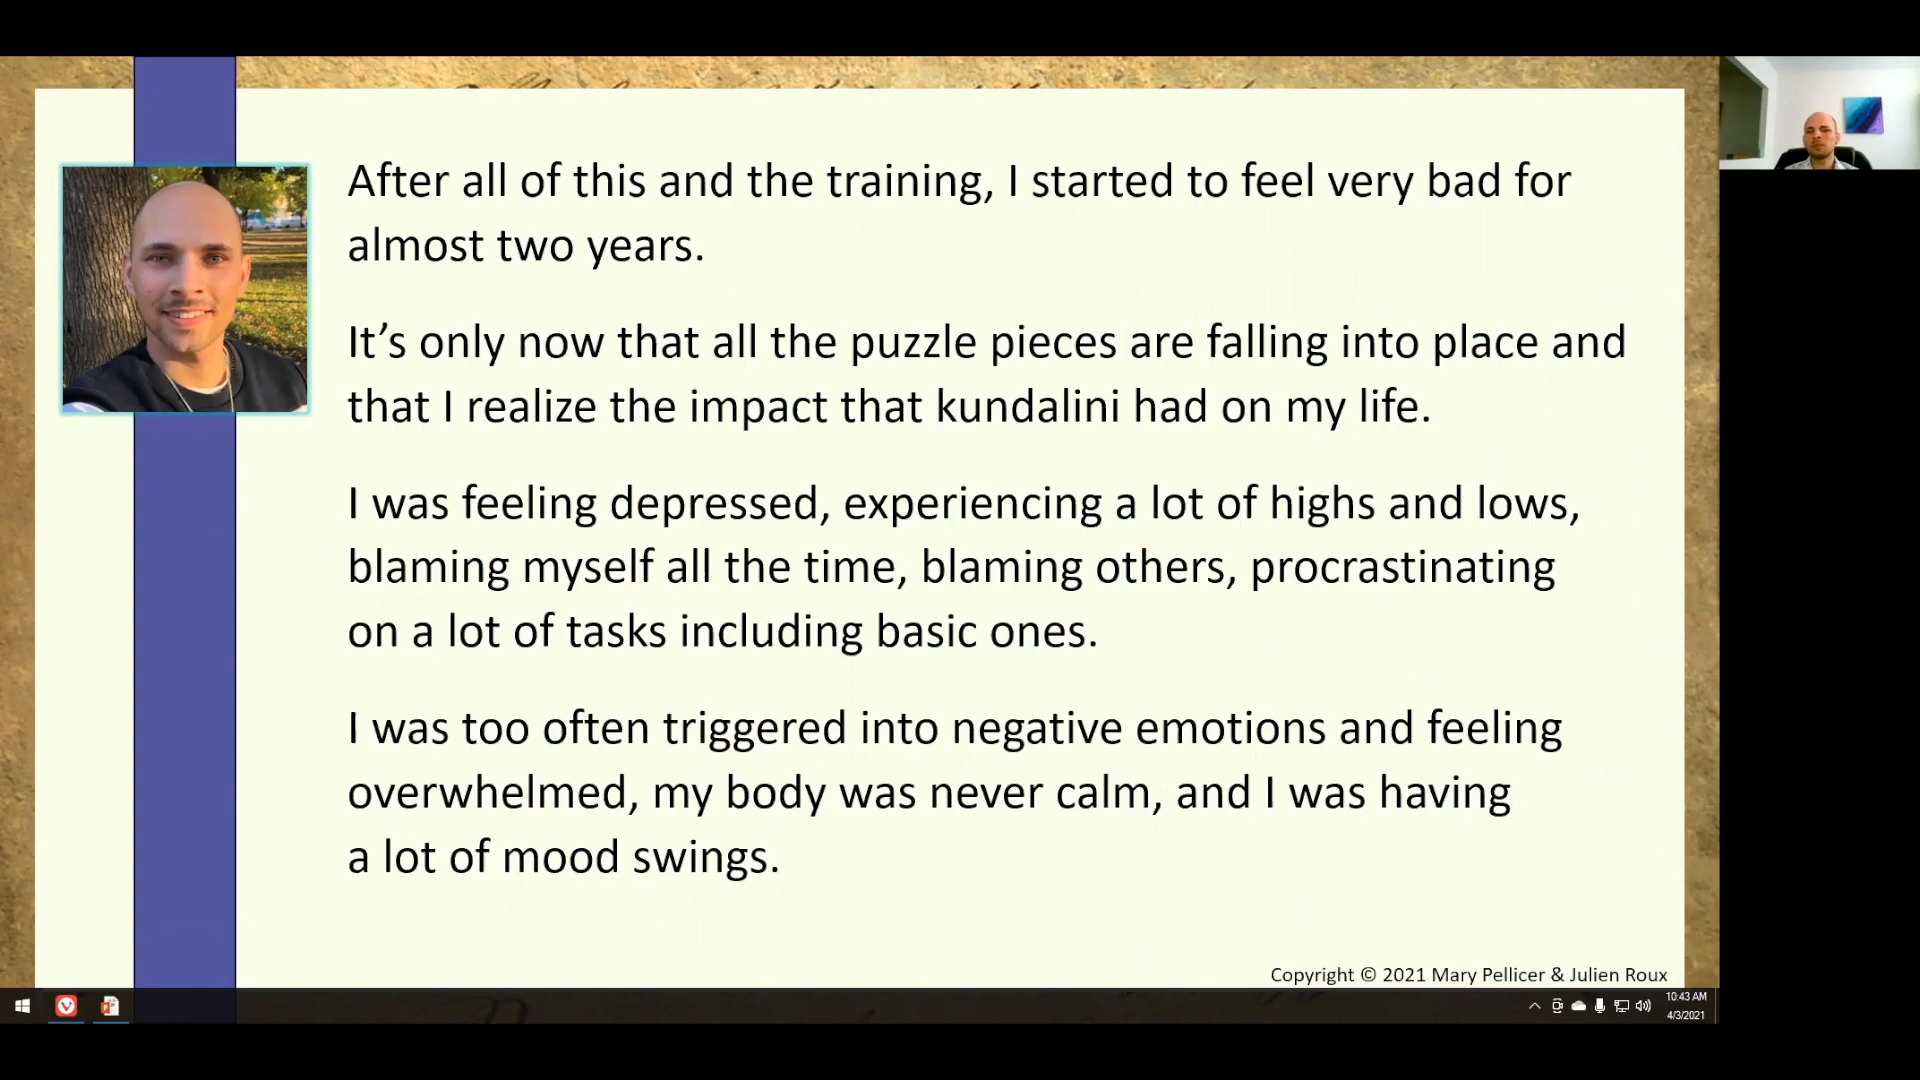 After all of this and the training, I started to feel very bad for
almost two years.
It’s only now that all the puzzle pieces are falling into place and
that I realize the impact that kundalini had on my life.
I was feeling depressed, experiencing a lot of highs and lows,
blaming myself all the time, blaming others, procrastinating
on a lot of tasks including basic ones.
I was too often triggered into negative emotions and feeling
overwhelmed, my body was never calm, and I was having
a lot of mood swings.
Copyright © 2021 Mary Pellicer & Julien Roux
10:43 AM
4/3/2021